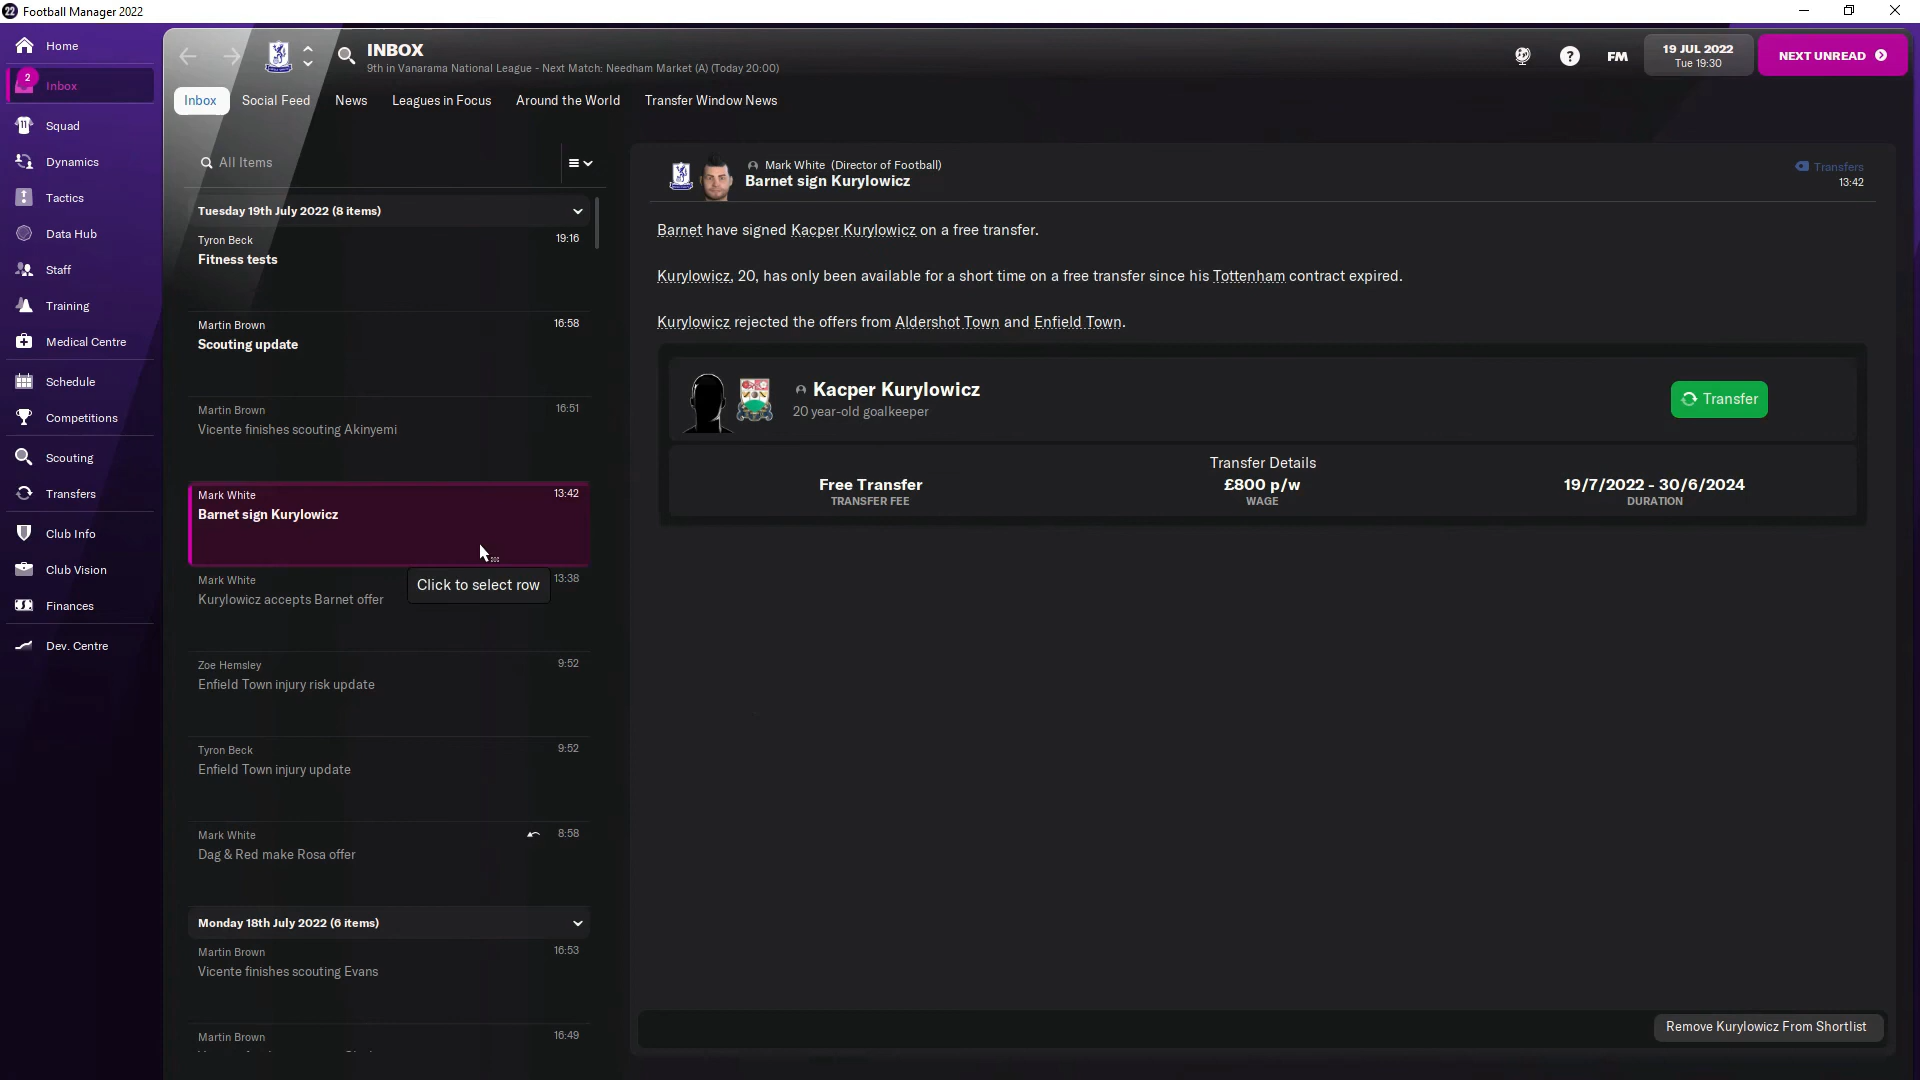 22 Football Manager 2022
Home
2
Inbox
11 Squad
Dynamics
Tactics
Data Hub
Staff
Training
Medical Centre
Schedule
Competitions
Scouting
Transfers
Club Info
Club Vision
Finances
Dev. Centre
INBOX
9th in Vanarama National League - Next Match: Needham Market (A) (Today 20:00)
? FM
19 JUL 2022
Tue 19:30
NEXT UNREAD
Inbox Social Feed News Leagues in Focus Around the World Transfer Window News
All Items
Tuesday 19th July 2022 (8 items)
Tyron Beck 19:16
Fitness tests
Martin Brown 16:58
Scouting update
Martin Brown 16:51
Vicente finishes scouting Akinyemi
Mark White 13:42
Barnet sign Kurylowicz
Click to select row
Mark White 13:38
Kurylowicz accepts Barnet offer
Zoe Hemsley 9:52
Enfield Town injury risk update
Tyron Beck 9:52
Enfield Town injury update
Mark White 8:58
Dag & Red make Rosa offer
Monday 18th July 2022 (6 items)
Martin Brown 16:53
Vicente finishes scouting Evans
Martin Brown 16:49
Mark White (Director of Football)
Barnet sign Kurylowicz
Transfers
13:42
Barnet have signed Kacper Kurylowicz on a free transfer.
Kurylowicz, 20, has only been available for a short time on a free transfer since his Tottenham contract expired.
Kurylowicz rejected the offers from Aldershot Town and Enfield Town.
Kacper Kurylowicz
20 year-old goalkeeper
Transfer
Transfer Details
Free Transfer £800 p/w 19/7/2022 - 30/6/2024
TRANSFER FEE WAGE DURATION
Remove Kurylowicz From Shortlist